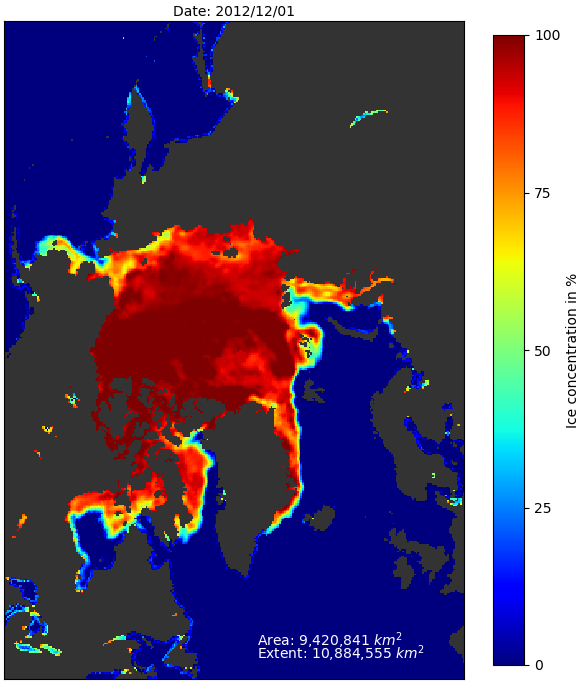 Date: 2012/12/01
100
75
50
25
0
Ice concentration in %
Area: 9,420,841 km²
Extent: 10,884,555 km²